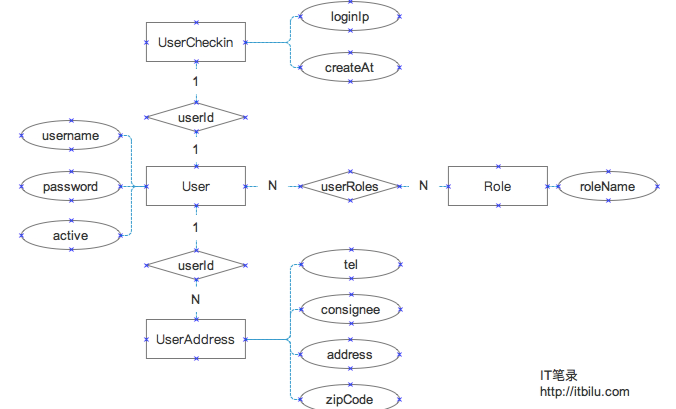 loginIp
UserCheckin
createAt
1
userId
username
1
password
User
N
userRoles
N
Role
roleName
active
1
userId
tel
N
consignee
UserAddress
address
zipCode
IT笔录
http://itbilu.com